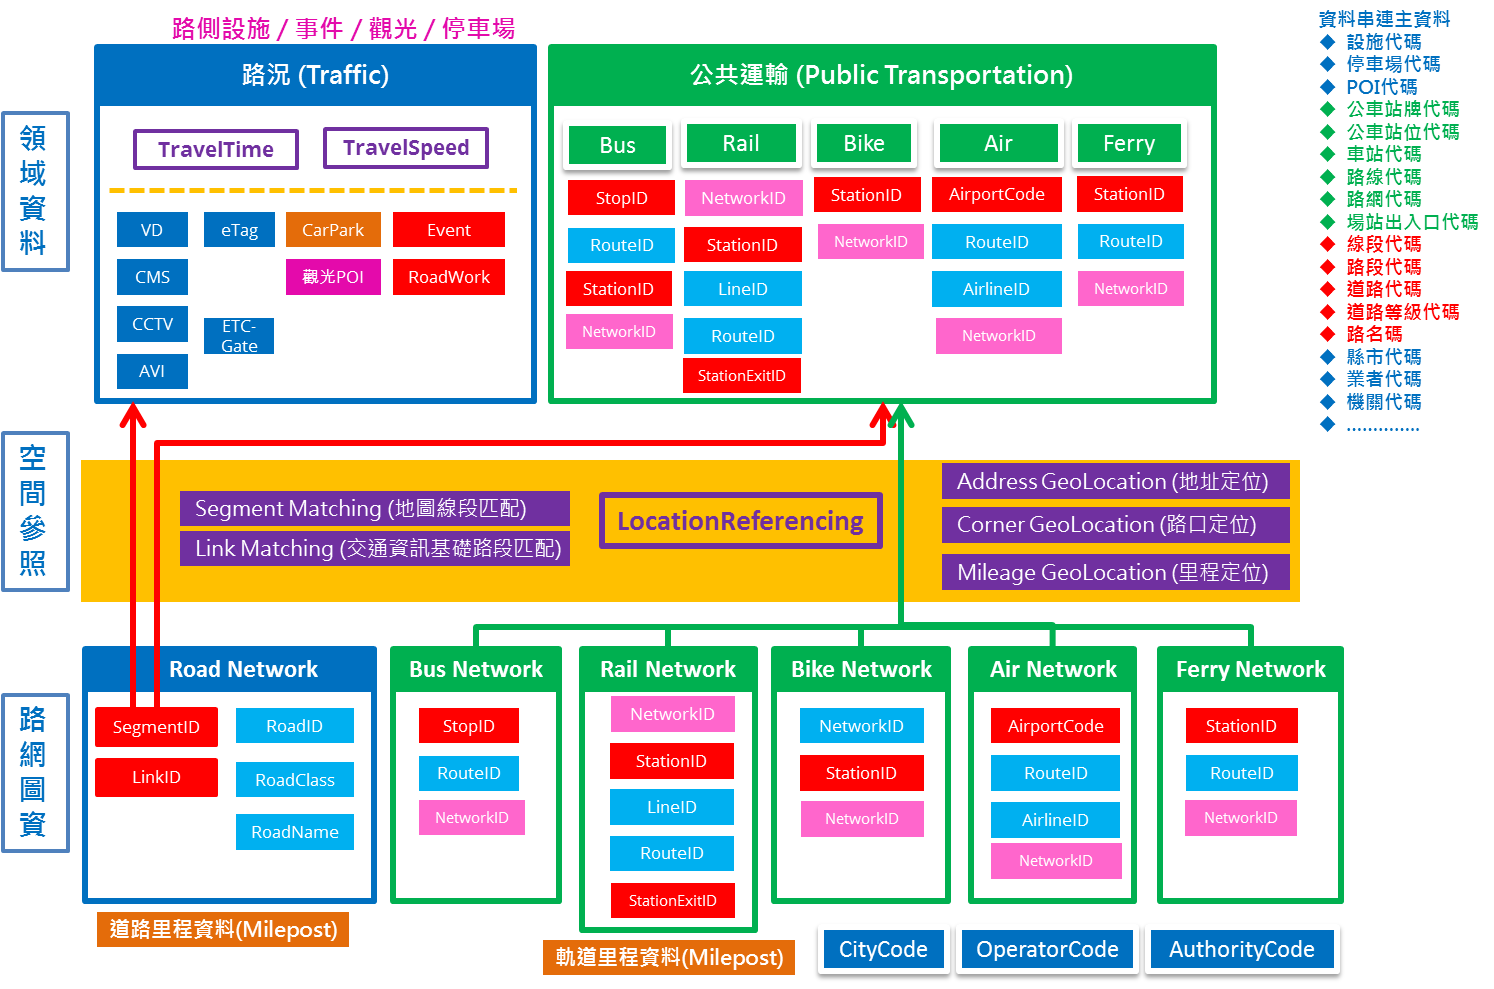 路側設施 / 事件 / 觀光 / 停車場
領域資料
路況 (Traffic)
TravelTime
TravelSpeed
VD
eTag
CarPark
Event
CMS
觀光POI
RoadWork
CCTV
ETC-
Gate
AVI
公共運輸 (Public Transportation)
Bus
StopID
RouteID
StationID
NetworkID
Rail
NetworkID
StationID
LineID
RouteID
StationExitID
Bike
StationID
NetworkID
Air
AirportCode
RouteID
AirlineID
NetworkID
Ferry
StationID
RouteID
NetworkID
資料串連主資料
◆ 設施代碼
◆ 停車場代碼
◆ POI代碼
◆ 公車站牌代碼
◆ 公車站位代碼
◆ 車站代碼
◆ 路線代碼
◆ 路網代碼
◆ 場站出入口代碼
◆ 線段代碼
◆ 路段代碼
◆ 道路代碼
◆ 道路等級代碼
◆ 路名碼
◆ 縣市代碼
◆ 業者代碼
◆ 機關代碼
◆ ..............
空間參照
Segment Matching (地圖線段匹配)
Link Matching (交通資訊基礎路段匹配)
LocationReferencing
Address GeoLocation (地址定位)
Corner GeoLocation (路口定位)
Mileage GeoLocation (里程定位)
路網圖資
Road Network
SegmentID
LinkID
RoadID
RoadClass
RoadName
道路里程資料(Milepost)
Bus Network
StopID
RouteID
NetworkID
Rail Network
NetworkID
StationID
LineID
RouteID
StationExitID
軌道里程資料(Milepost)
Bike Network
NetworkID
StationID
NetworkID
Air Network
AirportCode
RouteID
AirlineID
NetworkID
Ferry Network
StationID
RouteID
NetworkID
CityCode
OperatorCode
AuthorityCode